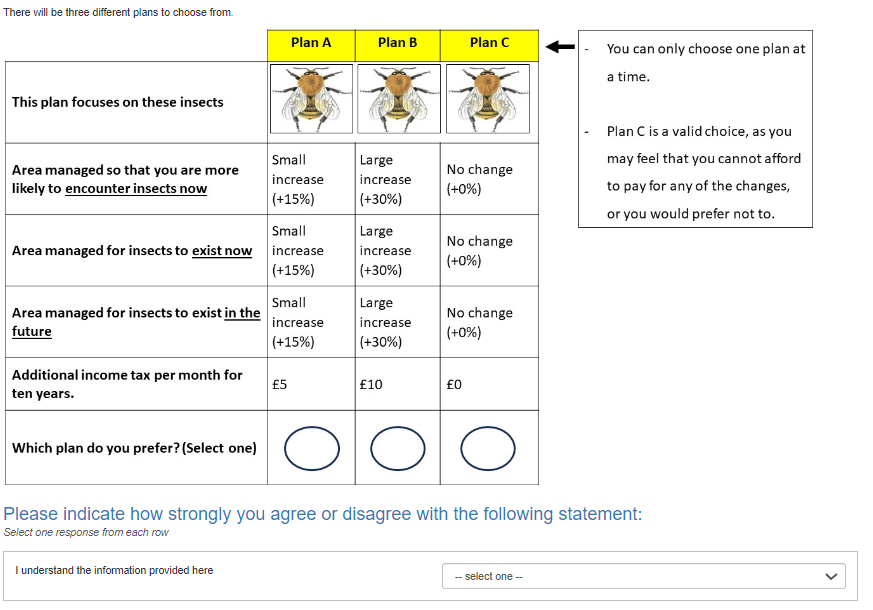 There will be three different plans to choose from.
Plan A Plan B Plan C
This plan focuses on these insects
Area managed so that you are more
likely to encounter insects now
Small
increase
(+15%)
Large
increase
(+30%)
No change
(+0%)
Area managed for insects to exist now
Small
increase
(+15%)
Large
increase
(+30%)
No change
(+0%)
Area managed for insects to exist in the
future
Small
increase
(+15%)
Large
increase
(+30%)
No change
(+0%)
Additional income tax per month for
ten years.
£5
£10
£0
Which plan do you prefer? (Select one)
- You can only choose one plan at
a time.
- Plan C is a valid choice, as you
may feel that you cannot afford
to pay for any of the changes,
or you would prefer not to.
Please indicate how strongly you agree or disagree with the following statement:
Select one response from each row
I understand the information provided here
-- select one --